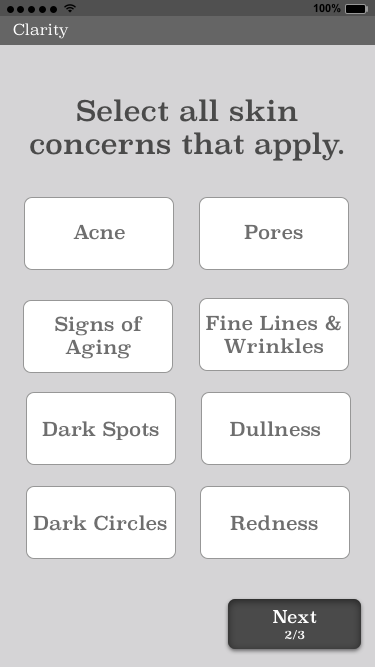 100%
Clarity
Select all skin
concerns that apply.
Acne
Pores
Signs of
Aging
Fine Lines &
Wrinkles
Dark Spots
Dullness
Dark Circles
Redness
Next
2/3